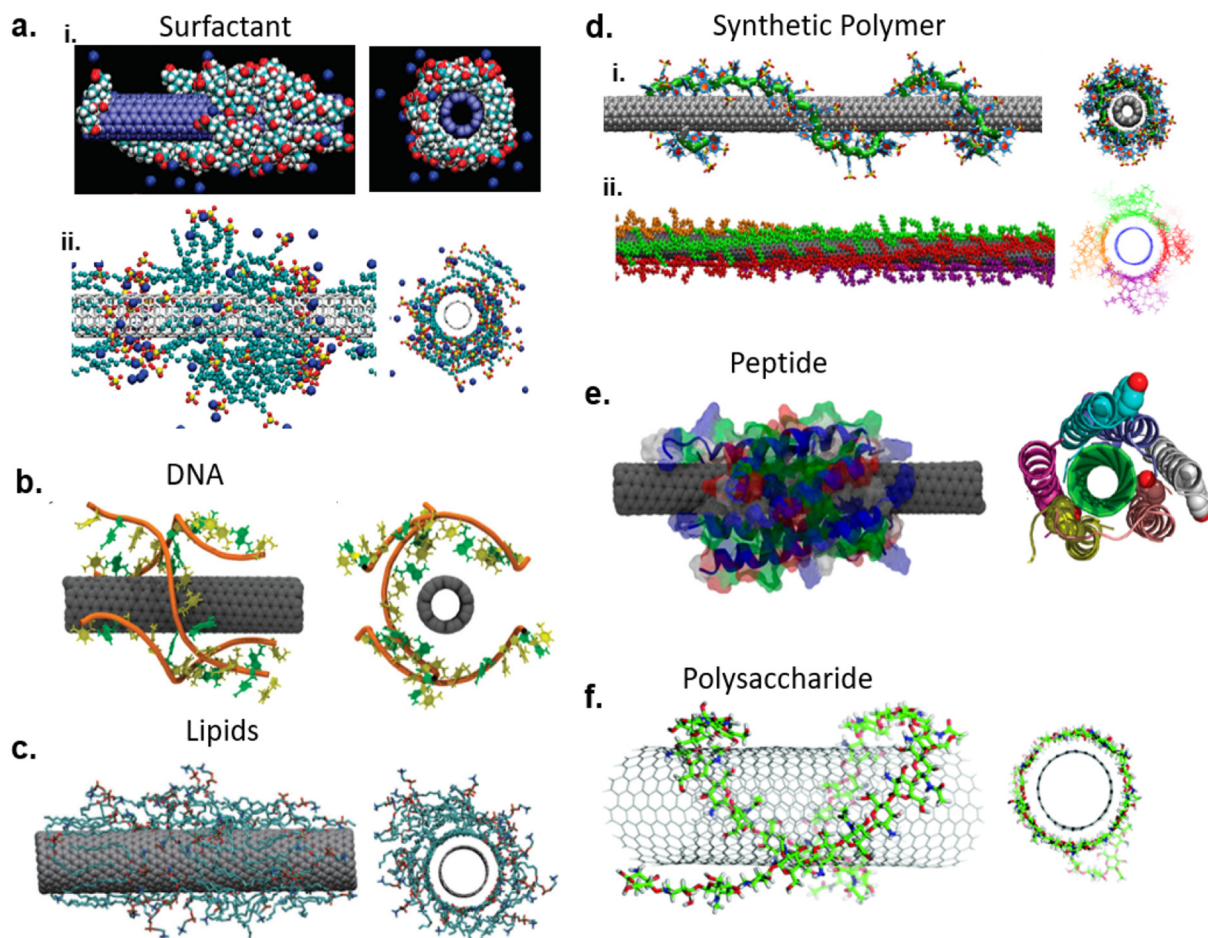 a.
Surfactant
i.
ii.
b.
DNA
c.
Lipids
d.
Synthetic Polymer
i.
ii.
e.
Peptide
f.
Polysaccharide